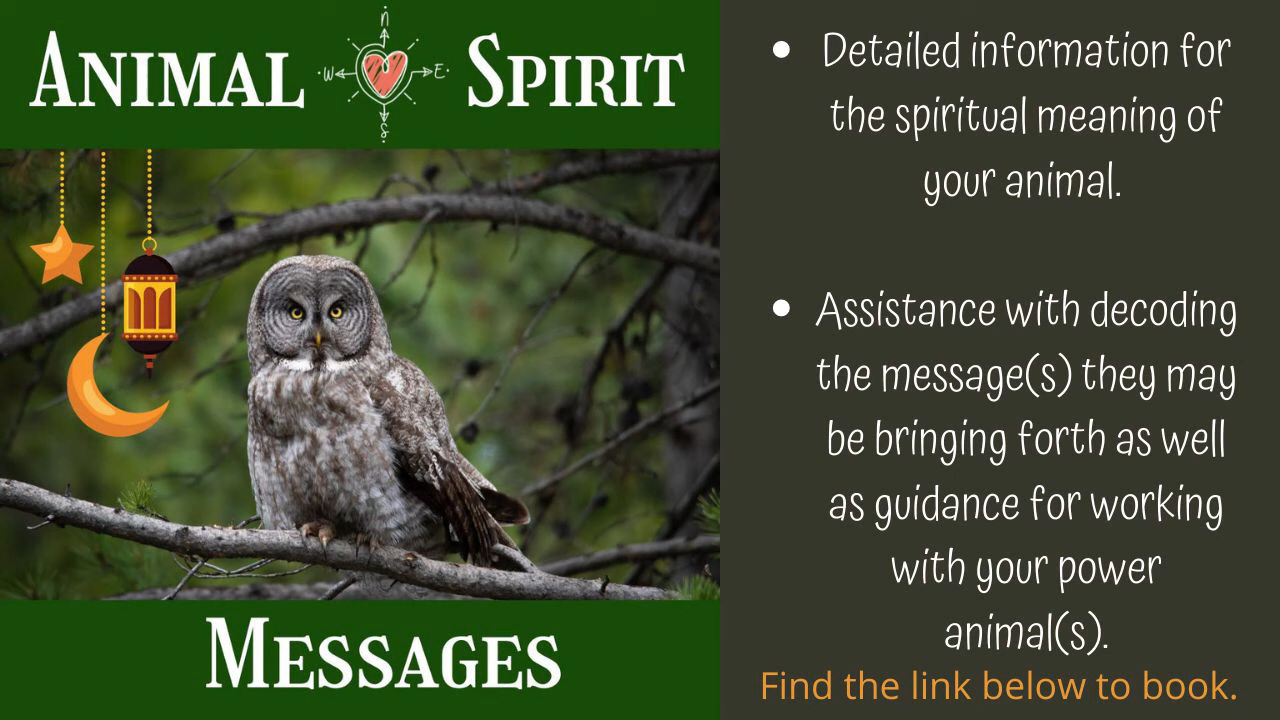 Animal Spirit
n
W E
s
Messages
• Detailed information for
the spiritual meaning of
your animal.
• Assistance with decoding
the message(s) they may
be bringing forth as well
as guidance for working
with your power
animal(s).
Find the link below to book.